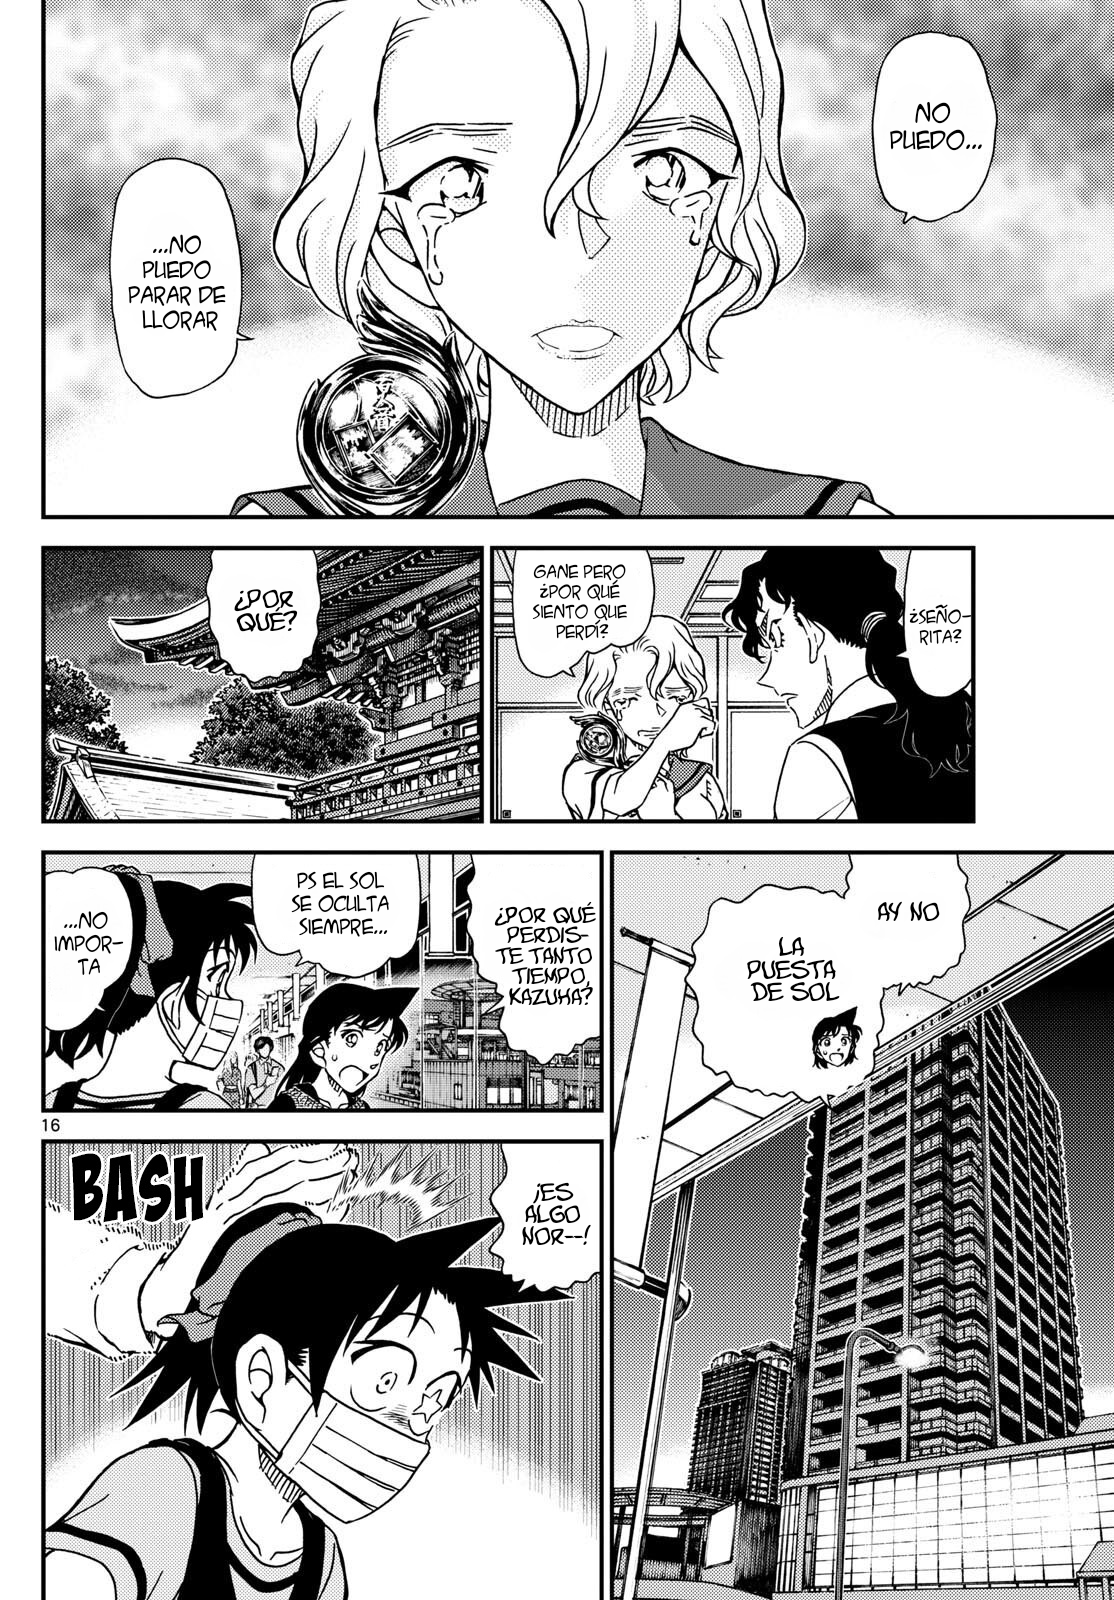 NO
PUEDO...
...NO
PUEDO
PARAR DE
LLORAR
¿SEÑO-
RITA?
GANE PERO
¿POR QUÉ
SIENTO QUE
PERDÍ?
¿POR
QUE?
AY NO
LA
PUESTA
DE SOL
¿POR QUÉ
PERDIS-
TE TANTO
TIEMPO,
KAZUHA?
PS EL SOL
SE OCULTA
SIEMPRE...
...NO
IMPOR-
TA
16
BASH
¡ES
ALGO
NOR--!